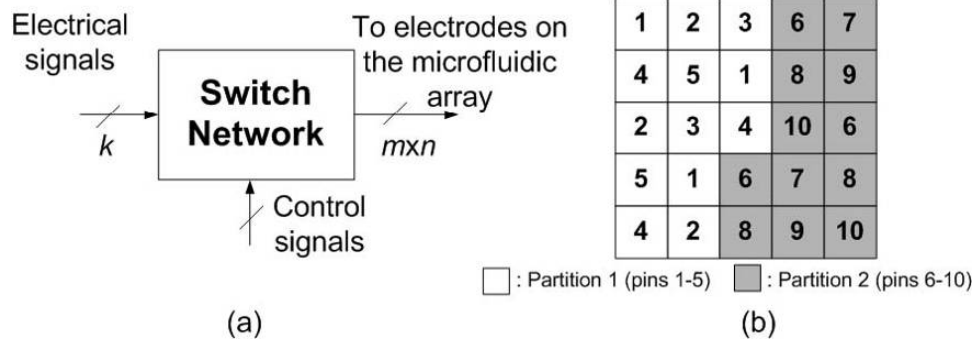 Electrical
signals
k
Switch
Network
To electrodes on
the microfluidic
array
mxn
Control
signals
(a)
1 2 3 6 7
4 5 1 8 9
2 3 4 10 6
5 1 6 7 8
4 2 8 9 10
: Partition 1 (pins 1-5) : Partition 2 (pins 6-10)
(b)